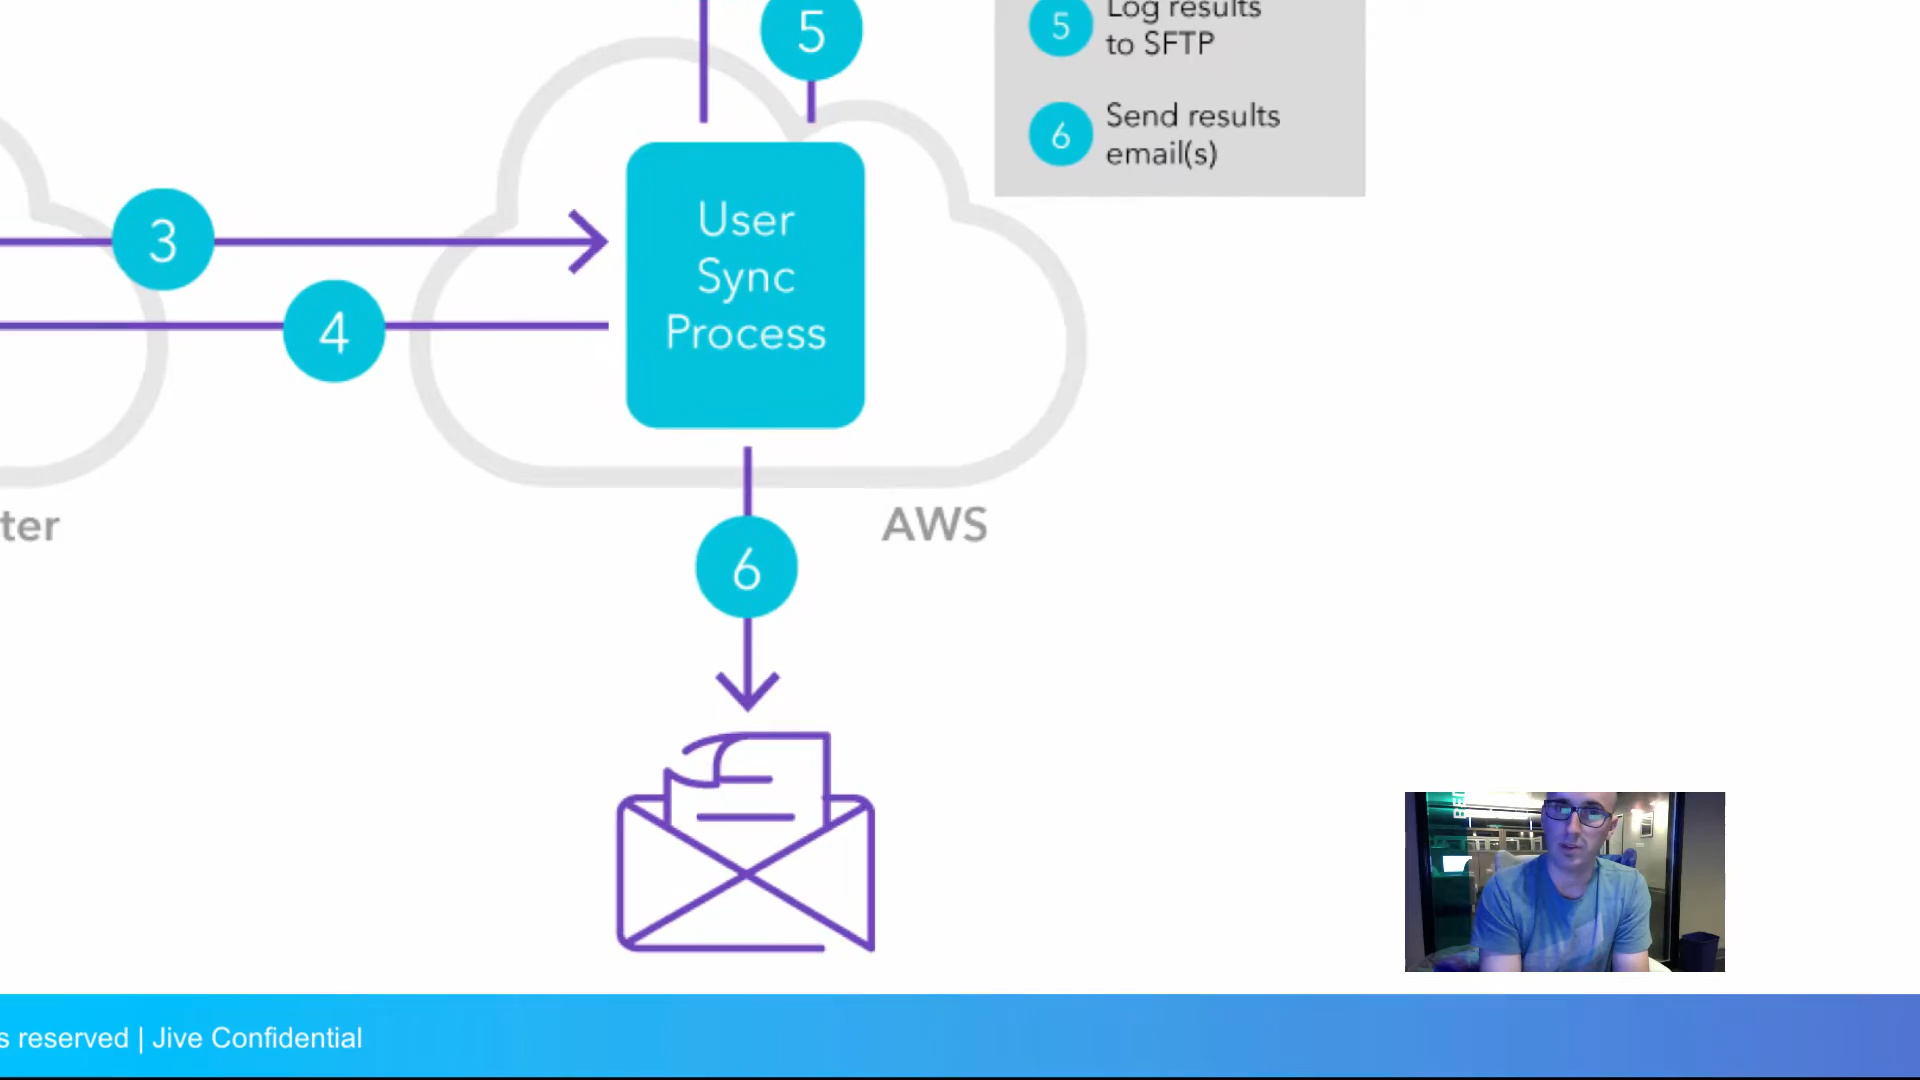 5
Log results
to SFTP
5
6
Send results
email(s)
User
Sync
Process
3
4
ter
AWS
6
s reserved | Jive Confidential